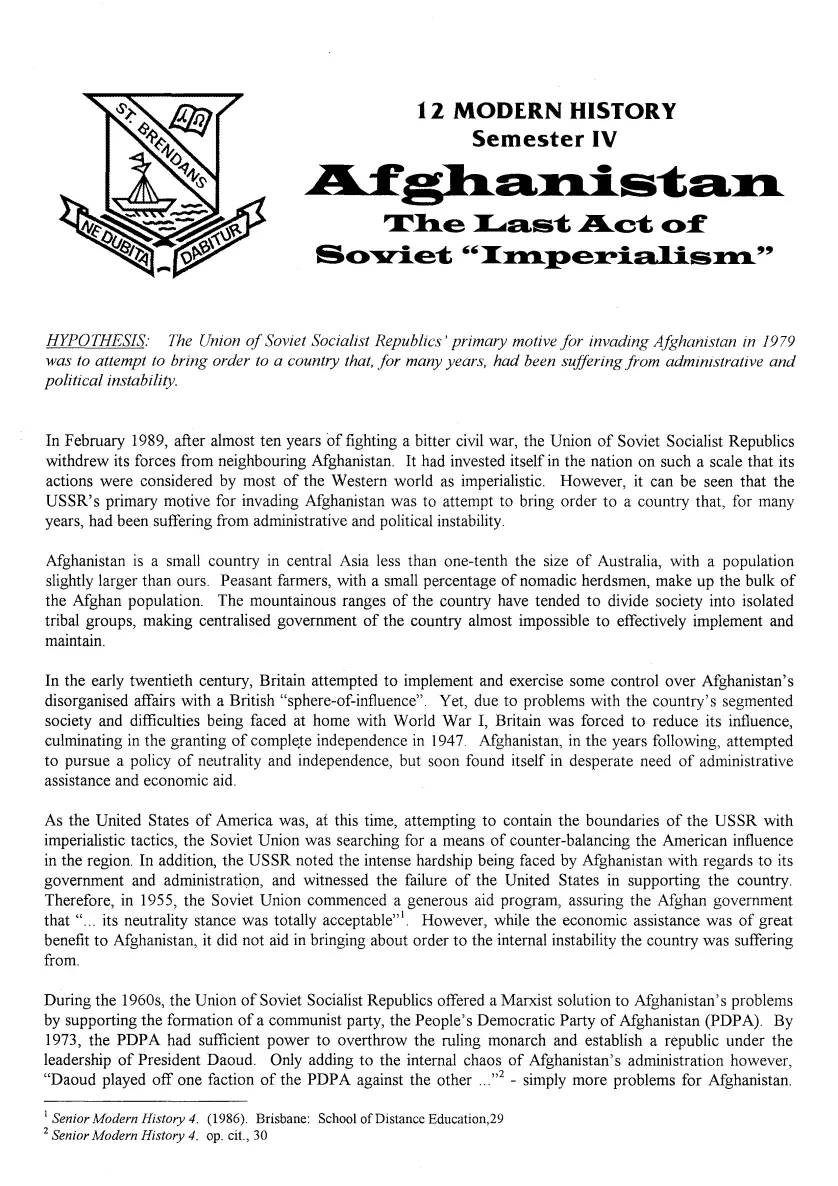 ST. BRENDANS
ΑΩ
NE DUBITA DABITUR
12 MODERN HISTORY
Semester IV
Afghanistan
The Last Act of
Soviet “Imperialism”
HYPOTHESIS: The Union of Soviet Socialist Republics' primary motive for invading Afghanistan in 1979
was to attempt to bring order to a country that, for many years, had been suffering from administrative and
political instability.
In February 1989, after almost ten years of fighting a bitter civil war, the Union of Soviet Socialist Republics
withdrew its forces from neighbouring Afghanistan. It had invested itself in the nation on such a scale that its
actions were considered by most of the Western world as imperialistic. However, it can be seen that the
USSR's primary motive for invading Afghanistan was to attempt to bring order to a country that, for many
years, had been suffering from administrative and political instability.
Afghanistan is a small country in central Asia less than one-tenth the size of Australia, with a population
slightly larger than ours. Peasant farmers, with a small percentage of nomadic herdsmen, make up the bulk of
the Afghan population. The mountainous ranges of the country have tended to divide society into isolated
tribal groups, making centralised government of the country almost impossible to effectively implement and
maintain.
In the early twentieth century, Britain attempted to implement and exercise some control over Afghanistan's
disorganised affairs with a British “sphere-of-influence”. Yet, due to problems with the country's segmented
society and difficulties being faced at home with World War I, Britain was forced to reduce its influence,
culminating in the granting of complete independence in 1947. Afghanistan, in the years following, attempted
to pursue a policy of neutrality and independence, but soon found itself in desperate need of administrative
assistance and economic aid.
As the United States of America was, at this time, attempting to contain the boundaries of the USSR with
imperialistic tactics, the Soviet Union was searching for a means of counter-balancing the American influence
in the region. In addition, the USSR noted the intense hardship being faced by Afghanistan with regards to its
government and administration, and witnessed the failure of the United States in supporting the country.
Therefore, in 1955, the Soviet Union commenced a generous aid program, assuring the Afghan government
that “... its neutrality stance was totally acceptable”1. However, while the economic assistance was of great
benefit to Afghanistan, it did not aid in bringing about order to the internal instability the country was suffering
from.
During the 1960s, the Union of Soviet Socialist Republics offered a Marxist solution to Afghanistan's problems
by supporting the formation of a communist party, the People's Democratic Party of Afghanistan (PDPA). By
1973, the PDPA had sufficient power to overthrow the ruling monarch and establish a republic under the
leadership of President Daoud. Only adding to the internal chaos of Afghanistan's administration however,
“Daoud played off one faction of the PDPA against the other ...”2 - simply more problems for Afghanistan.
1 Senior Modern History 4. (1986). Brisbane: School of Distance Education,29
2 Senior Modern History 4. op. cit., 30